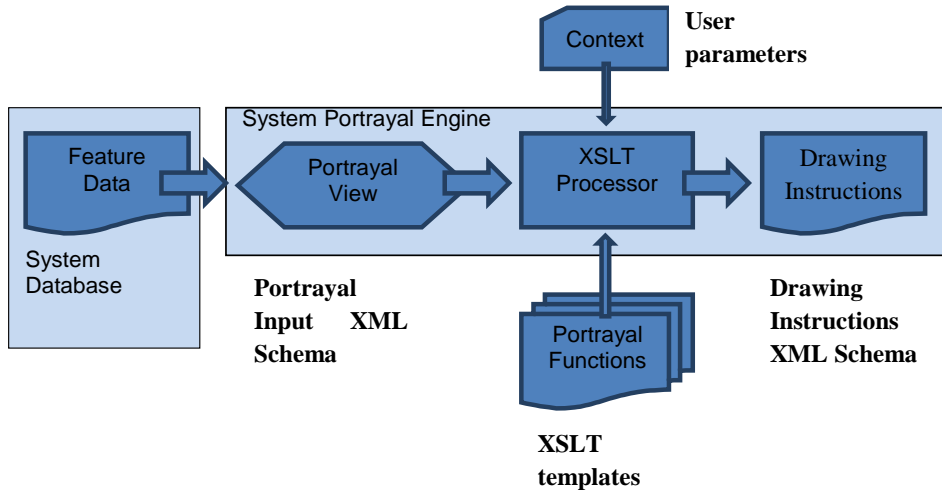 Context
User
parameters
System Portrayal Engine
Feature
Data
Portrayal
View
XSLT
Processor
Drawing
Instructions
System
Database
Portrayal
Input XML
Schema
Portrayal
Functions
Drawing
Instructions
XML Schema
XSLT
templates